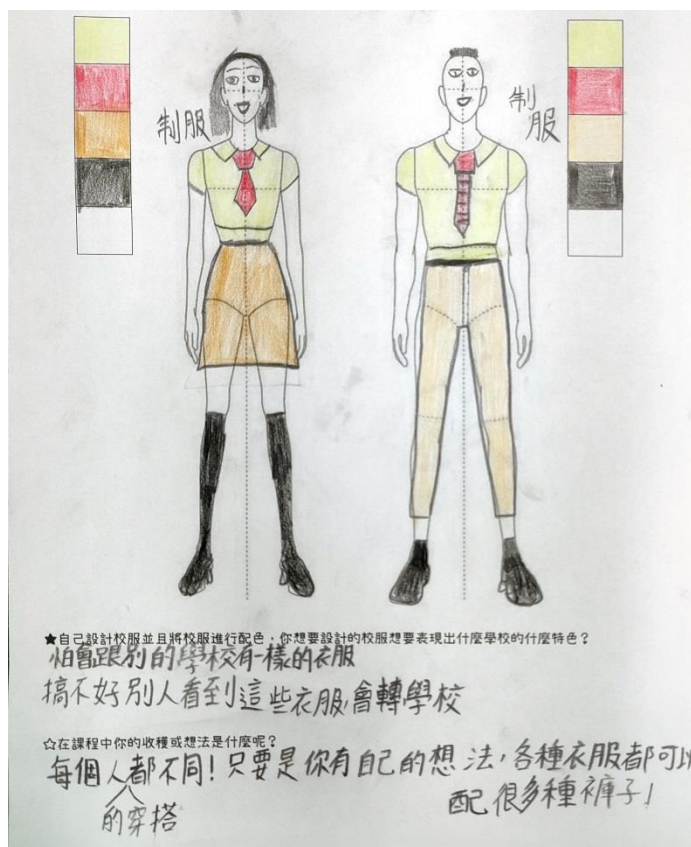 制服
制服
★自己設計校服並且將校服進行配色，你想要設計的校服想要表現出什麼學校的什麼特色？
怕會跟別的學校有一樣的衣服
搞不好別人看到這些衣服,會轉學校
☆在課程中你的收穫或想法是什麼呢？
每個人的穿搭都不同！只要是你有自己的想法，各種衣服都可以
配很多種褲子！